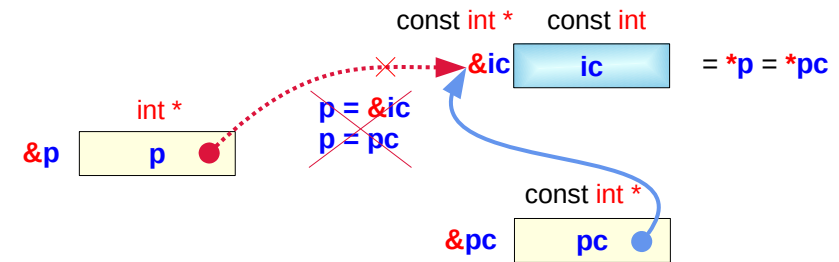 const int * const int
&ic ic = *p = *pc
p = &ic
int *
p = pc
&p p
const int *
&pc pc